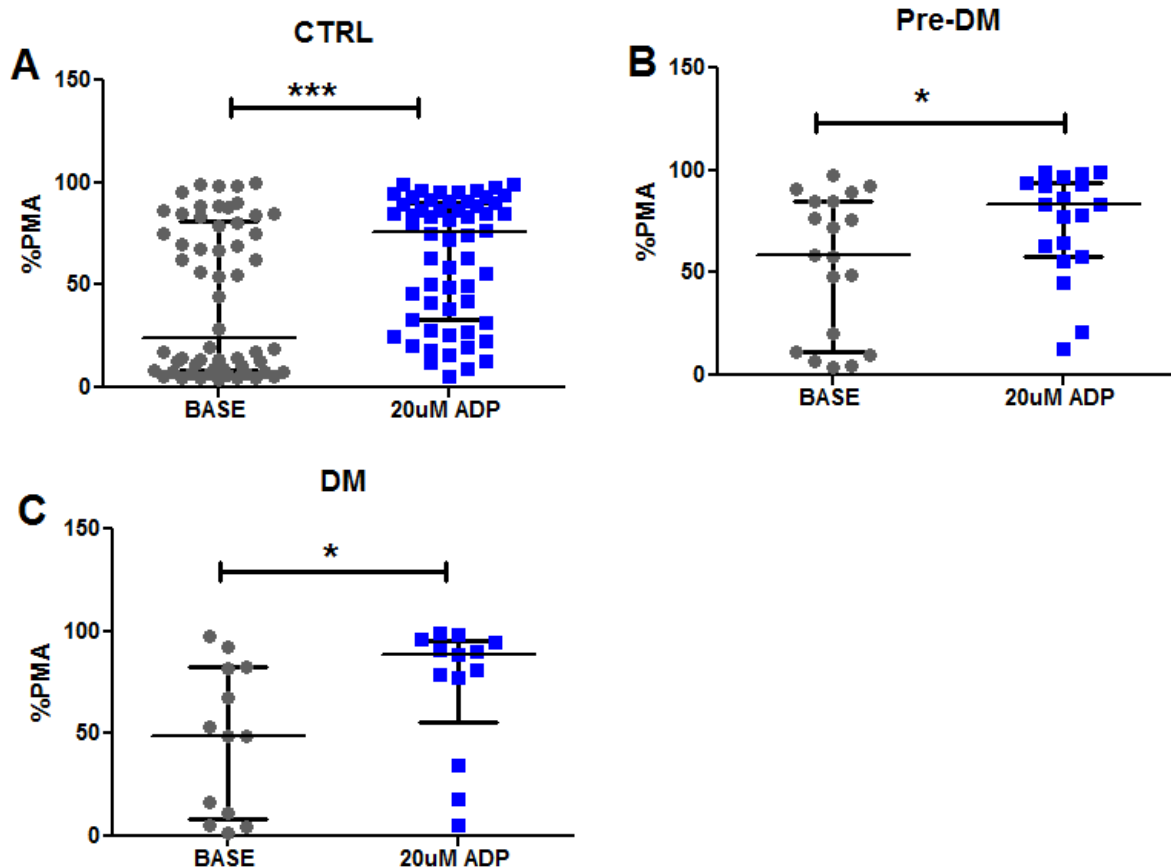 A
CTRL
***
%PMA
150
100
50
0
BASE
20uM ADP
B
Pre-DM
*
%PMA
150
100
50
0
BASE
20uM ADP
C
DM
*
%PMA
150
100
50
0
BASE
20uM ADP